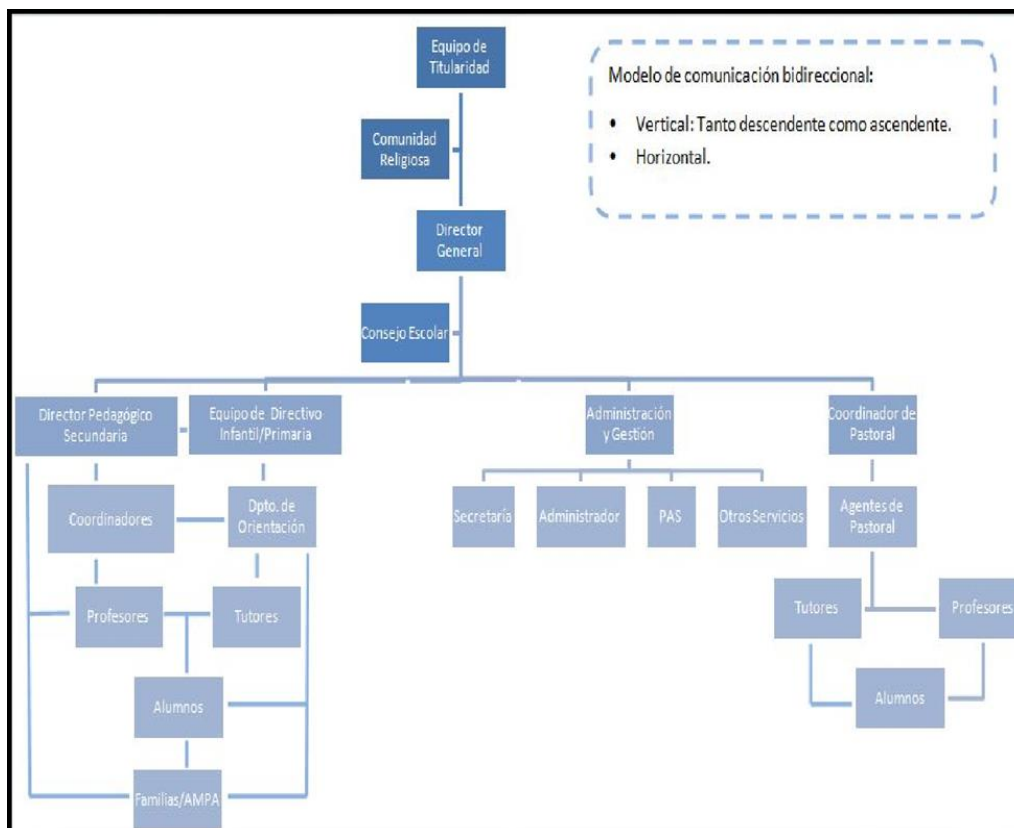 Equipo de
Titularidad
Modelo de comunicación bidireccional:
• Vertical: Tanto descendente como ascendente.
• Horizontal.
Comunidad
Religiosa
Director
General
Consejo Escolar
Director Pedagógico
Secundaria
Equipo de Directivo
Infantil/Primaria
Administración
y Gestión
Coordinador de
Pastoral
Coordinadores
Dpto. de
Orientación
Secretaría
Administrador
PAS
Otros Servicios
Agentes de
Pastoral
Profesores
Tutores
Tutores
Profesores
Alumnos
Alumnos
Familias/AMPA